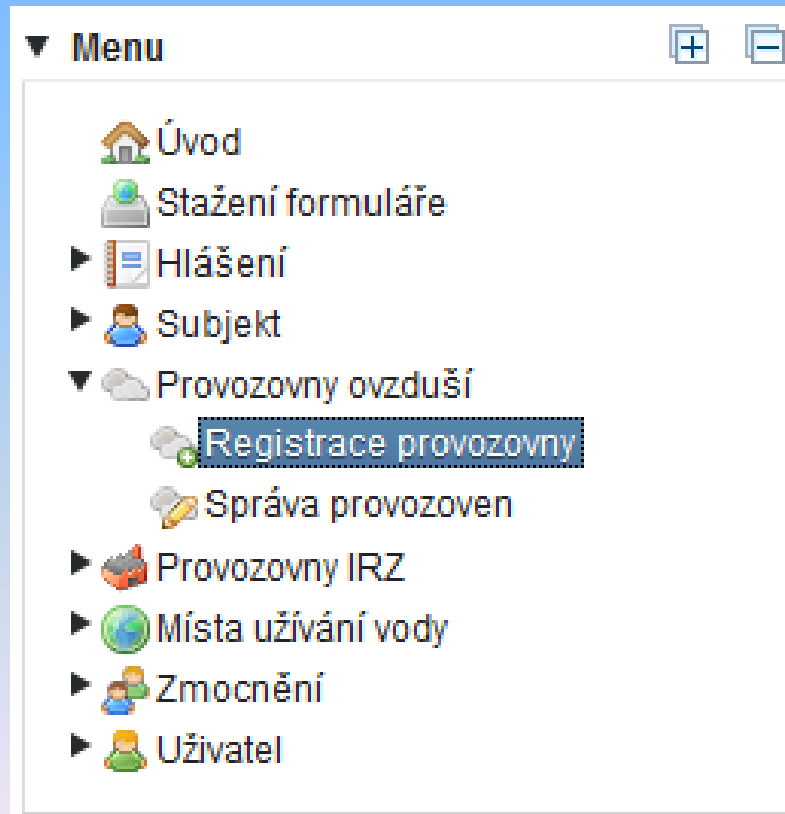 Menu
Úvod
Stažení formuláře
Hlášení
Subjekt
Provozovny ovzduší
Registrace provozovny
Správa provozoven
Provozovny IRZ
Místa užívání vody
Zmocnění
Uživatel